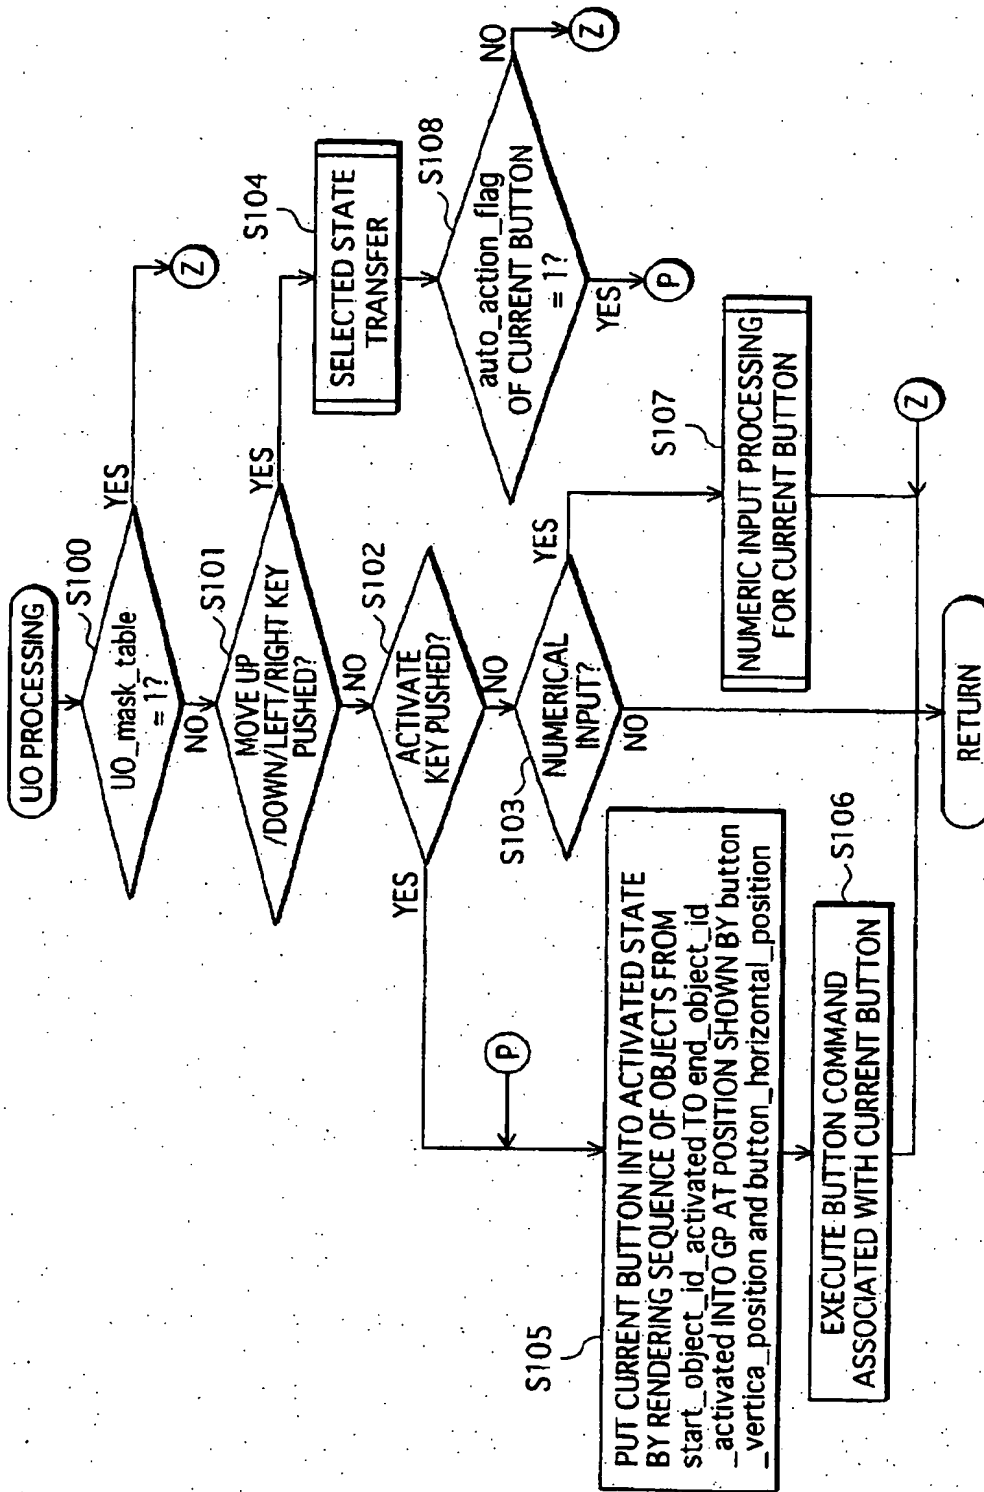 UO PROCESSING
S100
UO_mask_table
= 1?
YES
Z
NO
S101
MOVE UP
/DOWN/LEFT/RIGHT KEY
PUSHED?
YES
S104
SELECTED STATE
TRANSFER
S108
auto_action_flag
OF CURRENT BUTTON
= 1?
NO
Z
YES
P
NO
S102
ACTIVATE
KEY PUSHED?
YES
P
NO
S103
NUMERICAL
INPUT?
YES
S107
NUMERIC INPUT PROCESSING
FOR CURRENT BUTTON
Z
NO
S105
PUT CURRENT BUTTON INTO ACTIVATED STATE
BY RENDERING SEQUENCE OF OBJECTS FROM
start_object_id_activated TO end_object_id
_activated INTO GP AT POSITION SHOWN BY button
_vertica_position and button_horizontal_position
S106
EXECUTE BUTTON COMMAND
ASSOCIATED WITH CURRENT BUTTON
RETURN